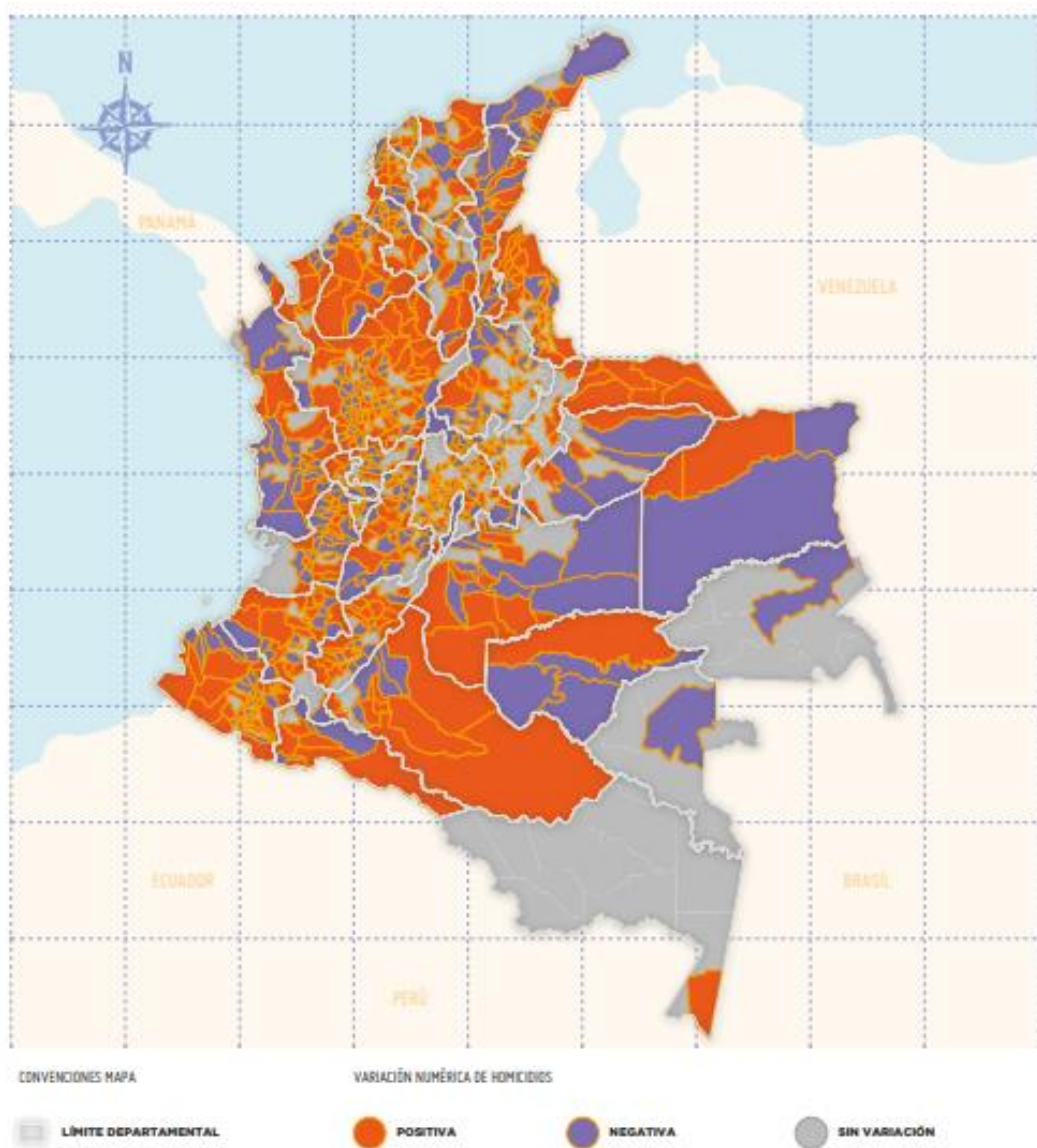 N
PANAMÁ
VENEZUELA
ECUADOR
BRASIL
PERÚ
CONVENCIONES MAPA
VARIACIÓN NUMÉRICA DE HOMICIDIOS
LÍMITE DEPARTAMENTAL
POSITIVA
NEGATIVA
SIN VARIACIÓN